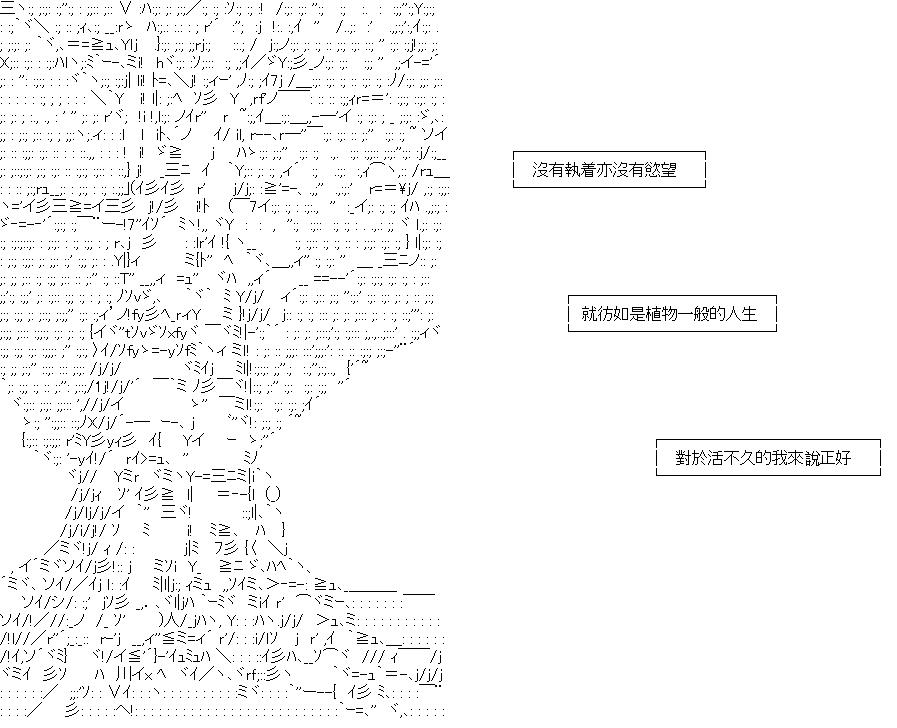 沒有執着亦沒有慾望
就彷如是植物一般的人生
對於活不久的我來說正好